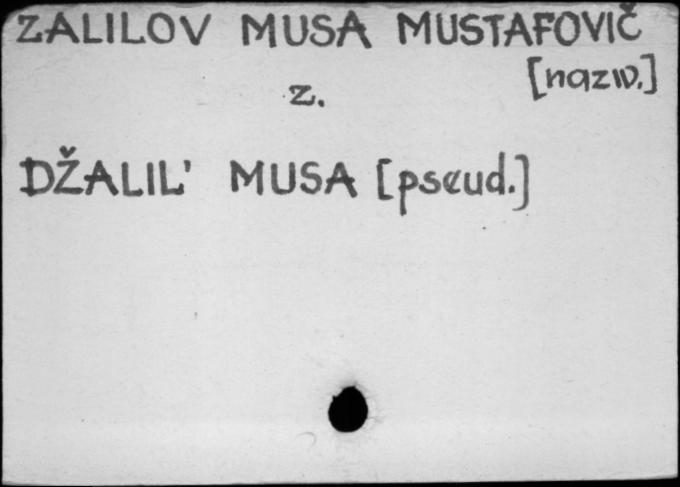 ZALILOV MUSA MUSTAFOVIČ
[nazw.]
z.
DŽALIL' MUSA [pseud.]